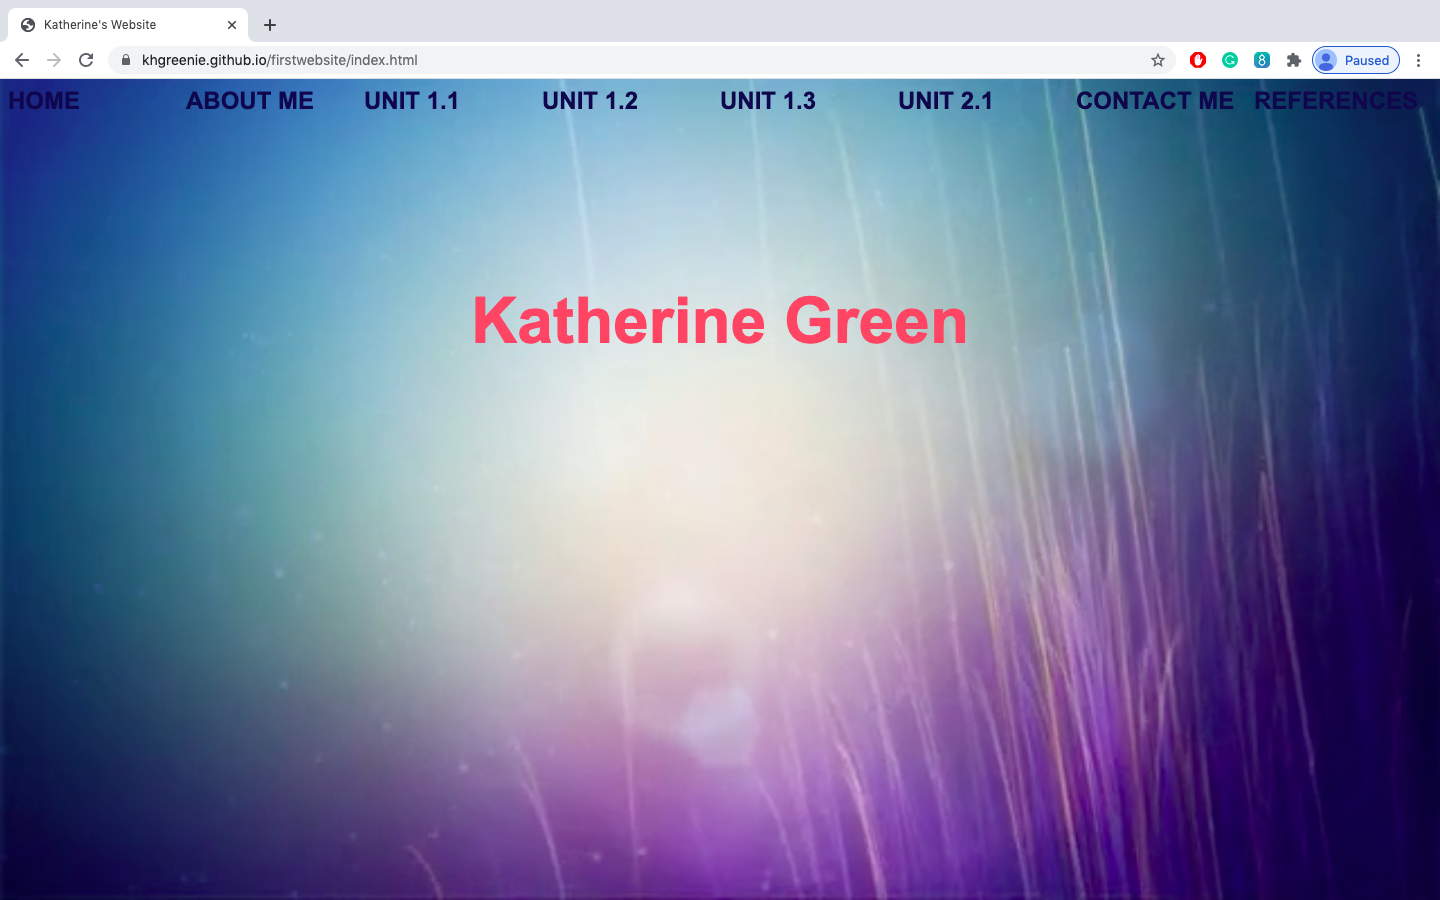 Katherine's Website
khgreenie.github.io/firstwebsite/index.html
Paused
HOME ABOUT ME UNIT 1.1 UNIT 1.2 UNIT 1.3 UNIT 2.1 CONTACT ME REFERENCES
Katherine Green